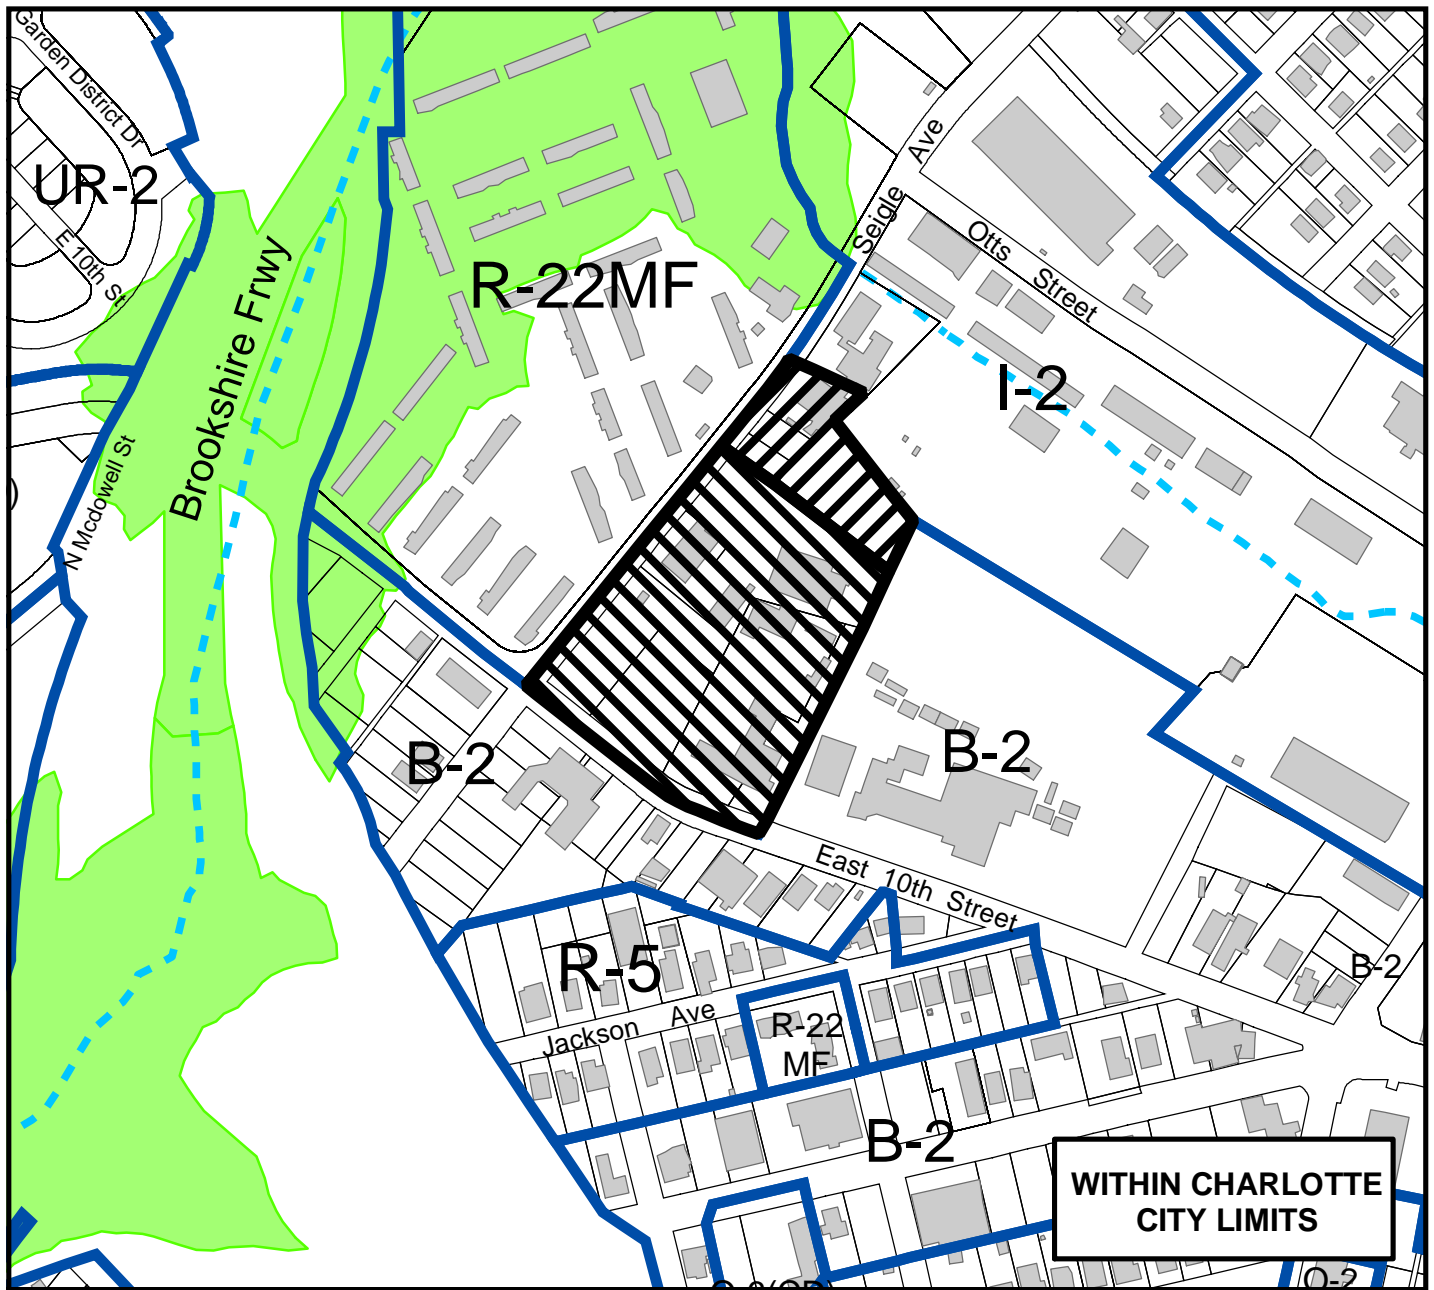 Garden District Dr
UR-2
E 10th St
Brookshire Frwy
N Mcdowell St
R-22MF
Seigle Ave
Otts Street
I-2
B-2
B-2
East 10th Street
R-5
Jackson Ave
R-22
MF
B-2
B-2
WITHIN CHARLOTTE
CITY LIMITS
O-2